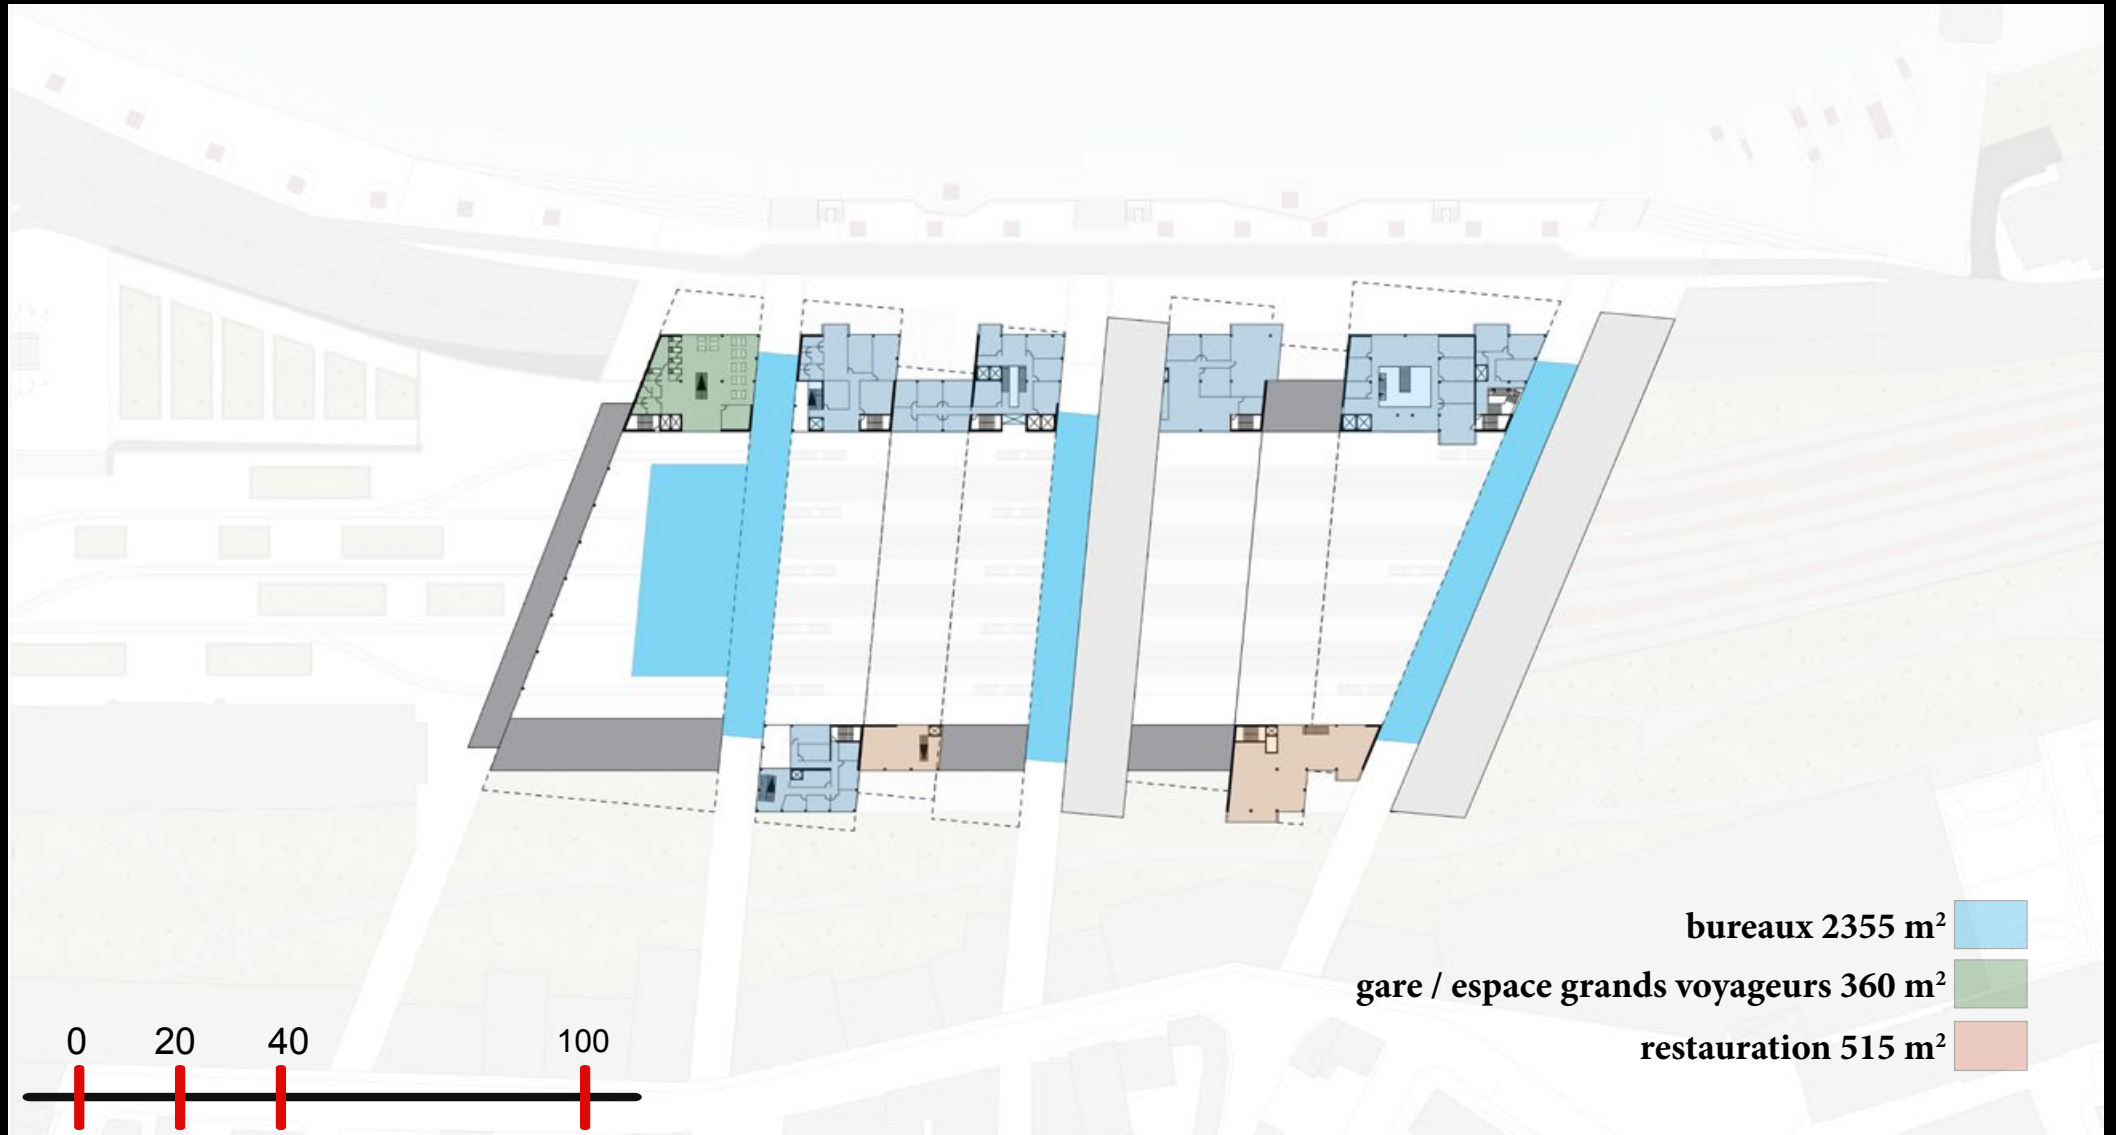 bureaux 2355 m²
gare / espace grands voyageurs 360 m²
restauration 515 m²
0 20 40 100